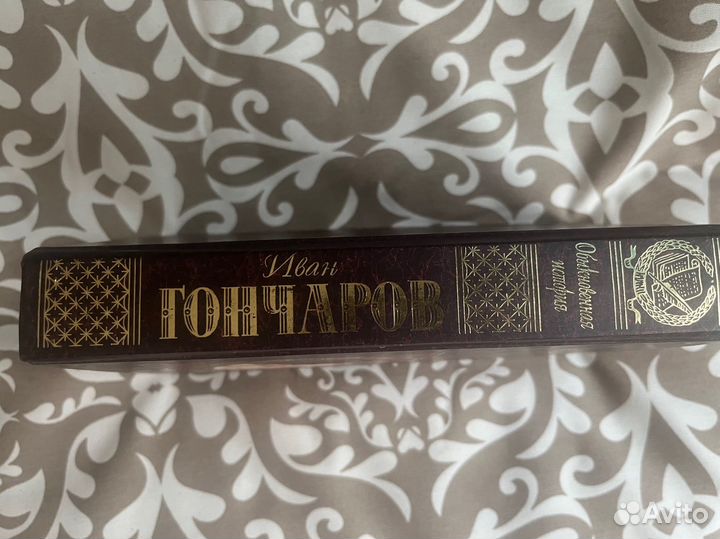 Иван
ГОНЧАРОВ
Обыкновенная
история
Avito